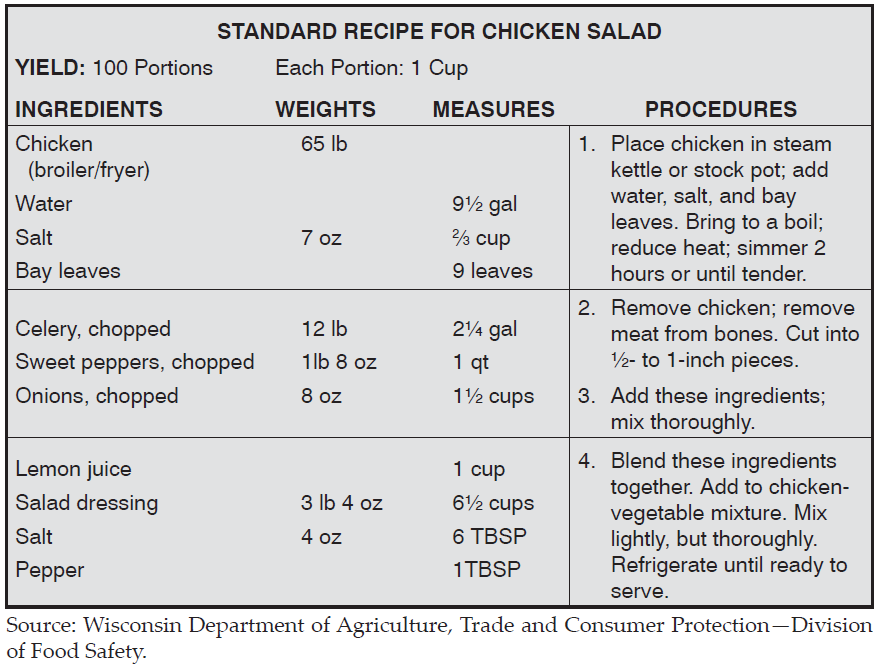 STANDARD RECIPE FOR CHICKEN SALAD
YIELD: 100 Portions Each Portion: 1 Cup
INGREDIENTS WEIGHTS MEASURES PROCEDURES
Chicken 65 lb
(broiler/fryer)
Water 9½ gal
Salt 7 oz ⅔ cup
Bay leaves 9 leaves
1. Place chicken in steam
kettle or stock pot; add
water, salt, and bay
leaves. Bring to a boil;
reduce heat; simmer 2
hours or until tender.
Celery, chopped 12 lb 2¼ gal
Sweet peppers, chopped 1lb 8 oz 1 qt
Onions, chopped 8 oz 1½ cups
2. Remove chicken; remove
meat from bones. Cut into
½- to 1-inch pieces.
3. Add these ingredients;
mix thoroughly.
Lemon juice 1 cup
Salad dressing 3 lb 4 oz 6½ cups
Salt 4 oz 6 TBSP
Pepper 1TBSP
4. Blend these ingredients
together. Add to chicken-
vegetable mixture. Mix
lightly, but thoroughly.
Refrigerate until ready to
serve.
Source: Wisconsin Department of Agriculture, Trade and Consumer Protection—Division
of Food Safety.